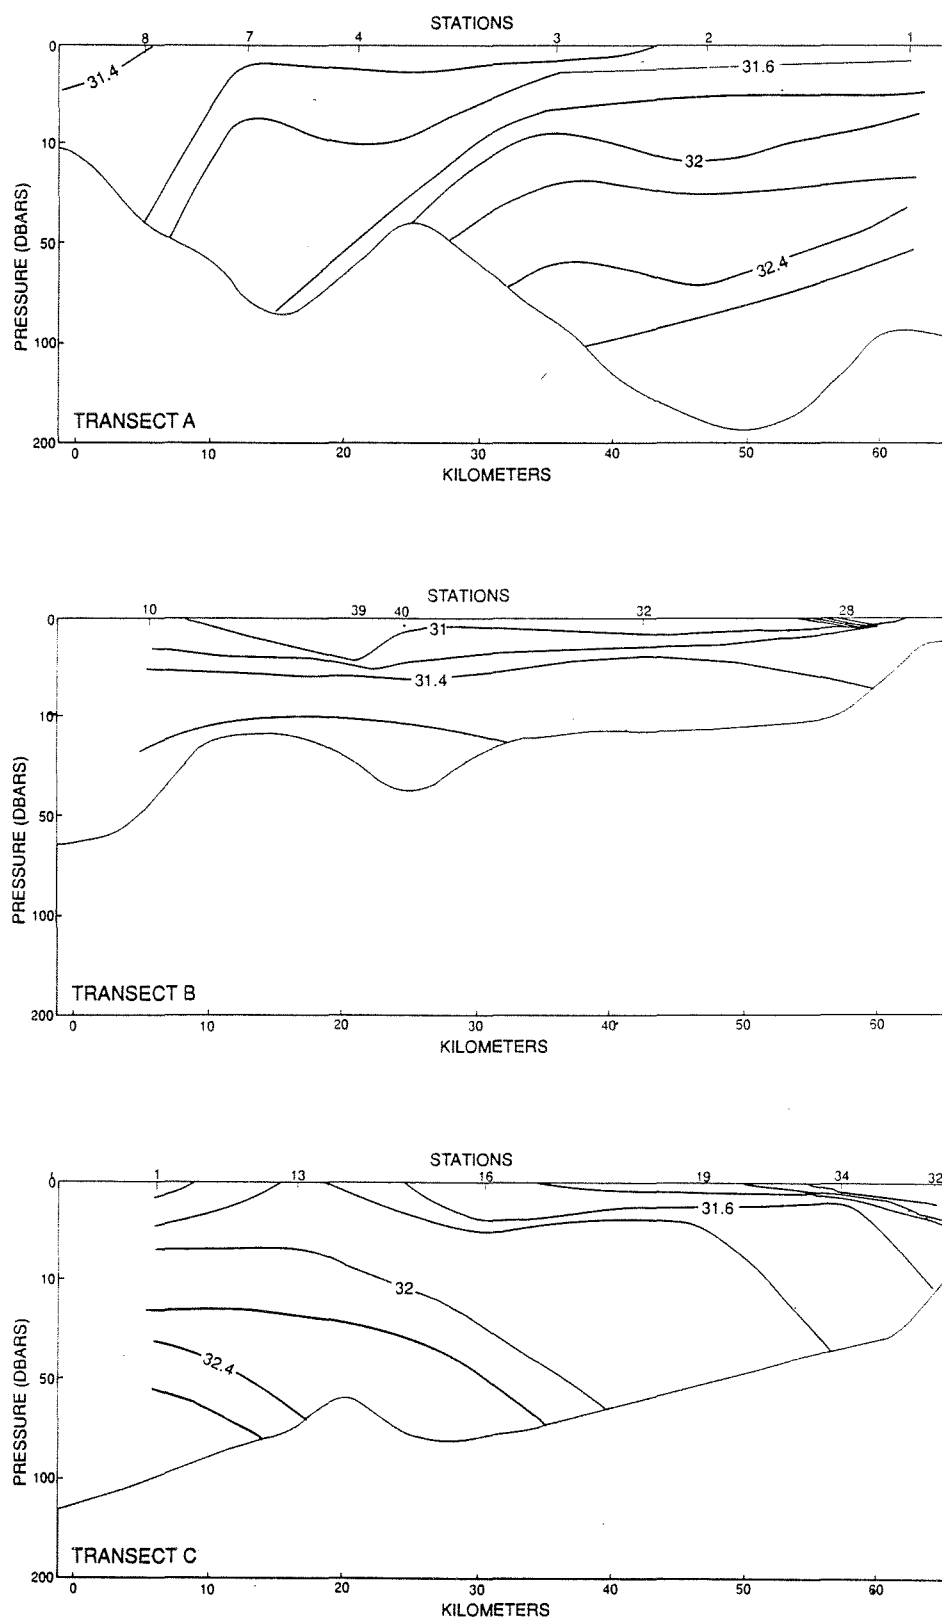 STATIONS
8 7 4 3 2 1
0
31.4
31.6
10
32
50
32.4
100
TRANSECT A
200
0 10 20 30 40 50 60
KILOMETERS
PRESSURE (DBARS)
STATIONS
10 39 40 32 28
0
31
31.4
10
50
100
TRANSECT B
200
0 10 20 30 40 50 60
KILOMETERS
PRESSURE (DBARS)
STATIONS
1 13 16 19 34 32
0
31.6
10
32
32.4
50
100
TRANSECT C
200
0 10 20 30 40 50 60
KILOMETERS
PRESSURE (DBARS)